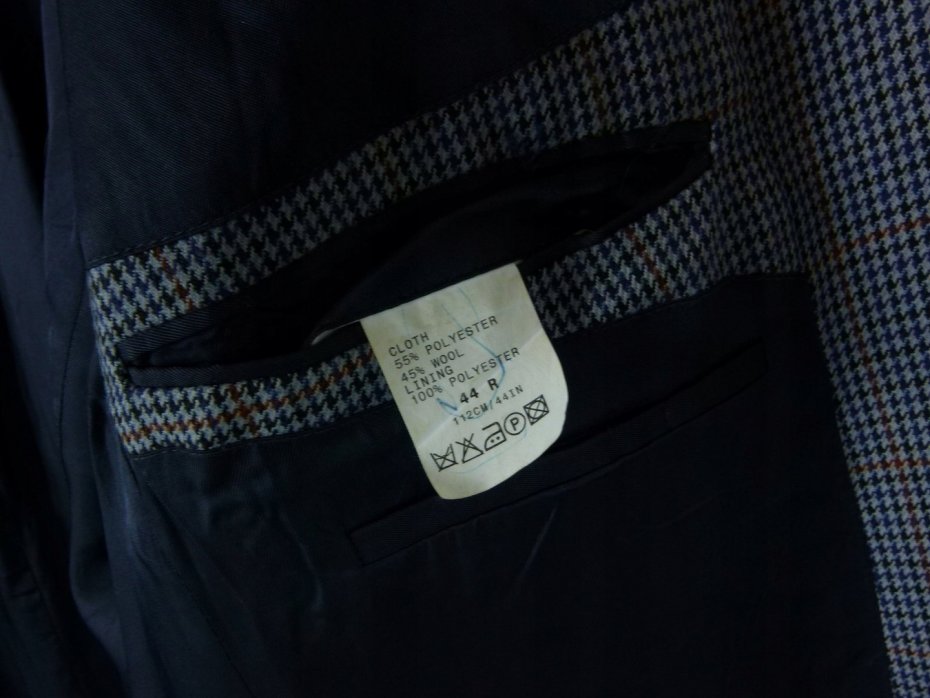 CLOTH
55% POLYESTER
45% WOOL
LINING
100% POLYESTER
44 R
112CM/44IN
P